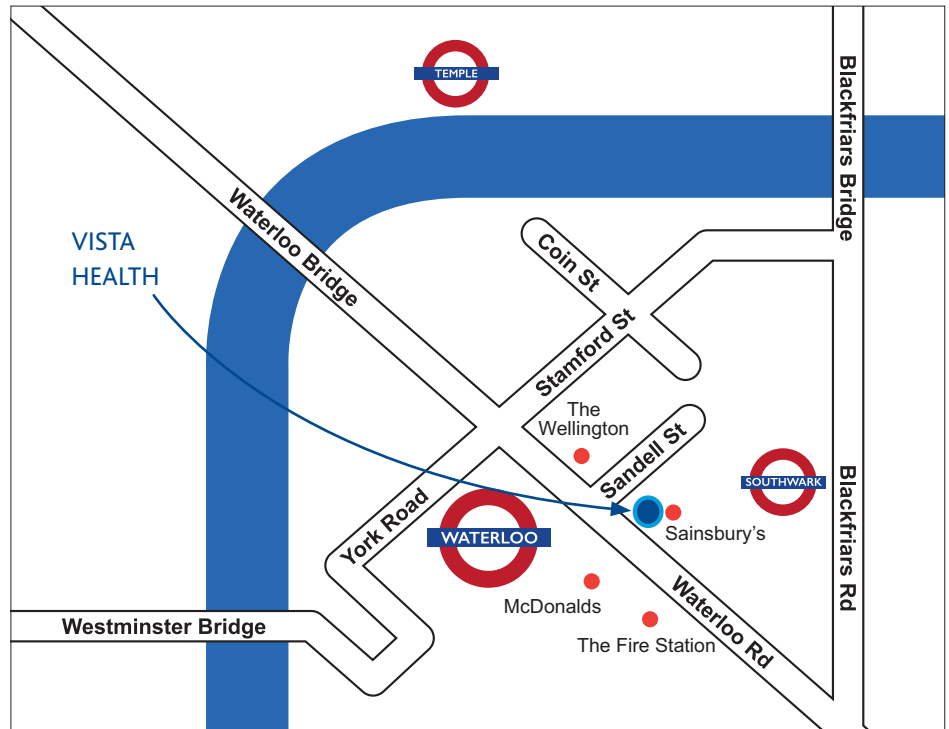 TEMPLE
Blackfriars Bridge
Waterloo Bridge
VISTA
HEALTH
Coin St
Stamford St
The
Wellington
Sandell St
SOUTHWARK
Blackfriars Rd
York Road
WATERLOO
Sainsbury's
McDonalds
Waterloo Rd
Westminster Bridge
The Fire Station